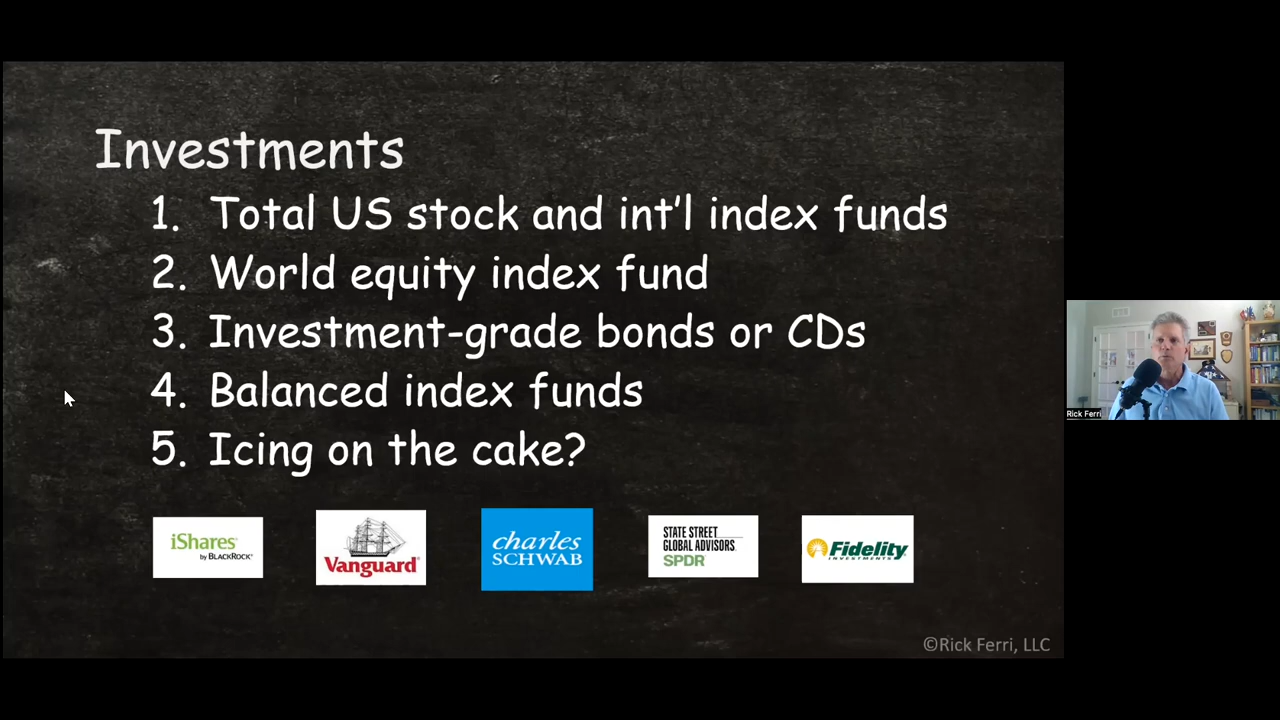 Investments
1. Total US stock and int'l index funds
2. World equity index fund
3. Investment-grade bonds or CDs
4. Balanced index funds
5. Icing on the cake?
iShares®
by BLACKROCK®
Vanguard®
charles
SCHWAB
STATE STREET
GLOBAL ADVISORS
SPDR
Fidelity
INVESTMENTS
©Rick Ferri, LLC
Rick Ferri